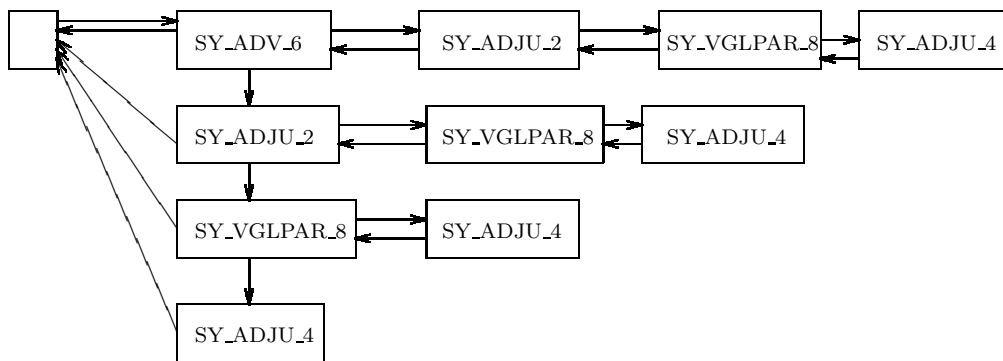 SY_ADV_6 SY_ADJU_2 SY_VGLPAR_8 SY_ADJU_4
SY_ADJU_2 SY_VGLPAR_8 SY_ADJU_4
SY_VGLPAR_8 SY_ADJU_4
SY_ADJU_4